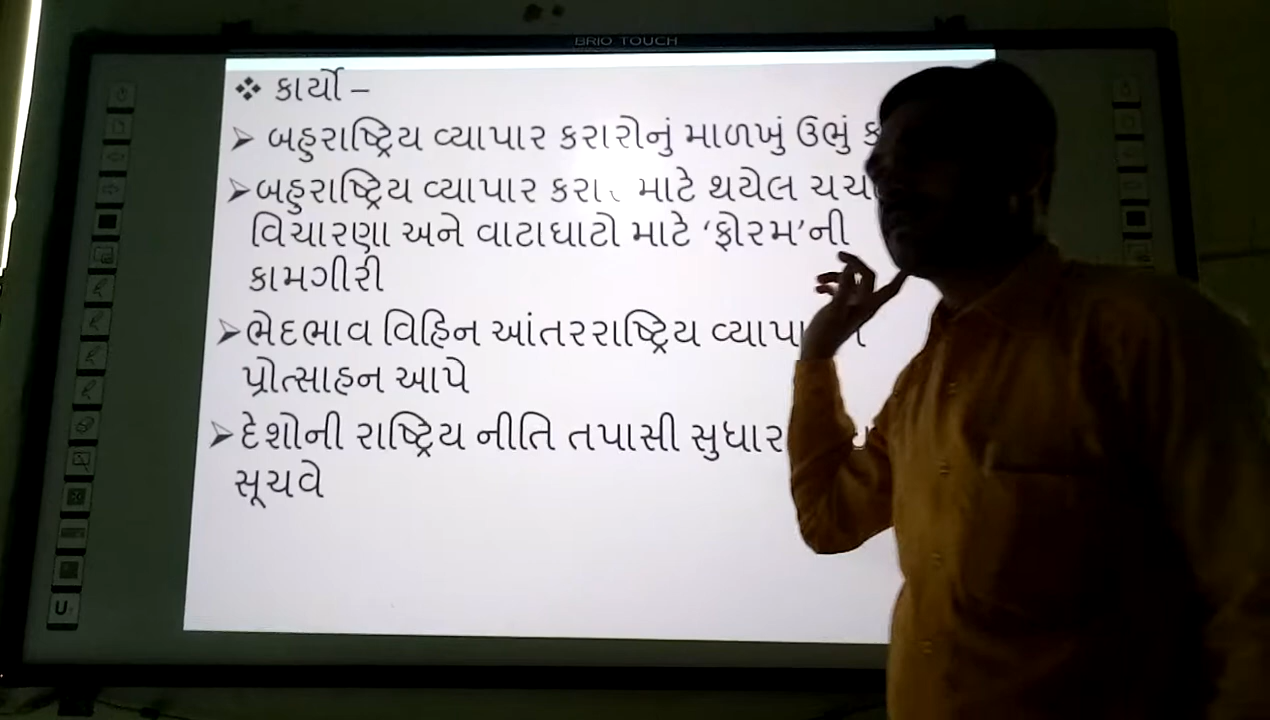 BRIO TOUCH
❖ કાર્યો –
➢ બહુરાષ્ટ્રિય વ્યાપાર કરારોનું માળખું ઉભું
➢ બહુરાષ્ટ્રિય વ્યાપાર માટે થયેલ
વિચારણા અને વાટાઘાટો માટે ‘ફોરમ’ની
કામગીરી
➢ ભેદભાવ વિહિન આંતરરાષ્ટ્રિય
પ્રોત્સાહન આપે
➢ દેશોની રાષ્ટ્રિય નીતિ તપાસી
સૂચવે